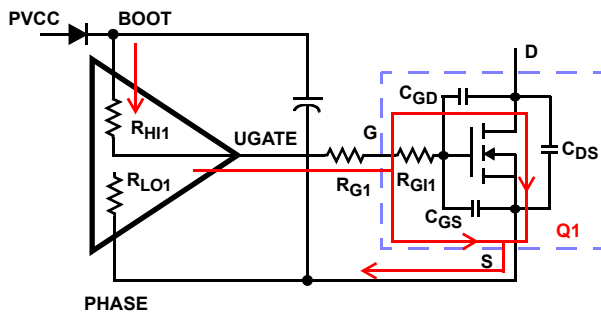 PVCC
BOOT
D
CGD
RHI1
UGATE
G
CDS
RLO1
RG1
RGI1
CGS
Q1
S
PHASE